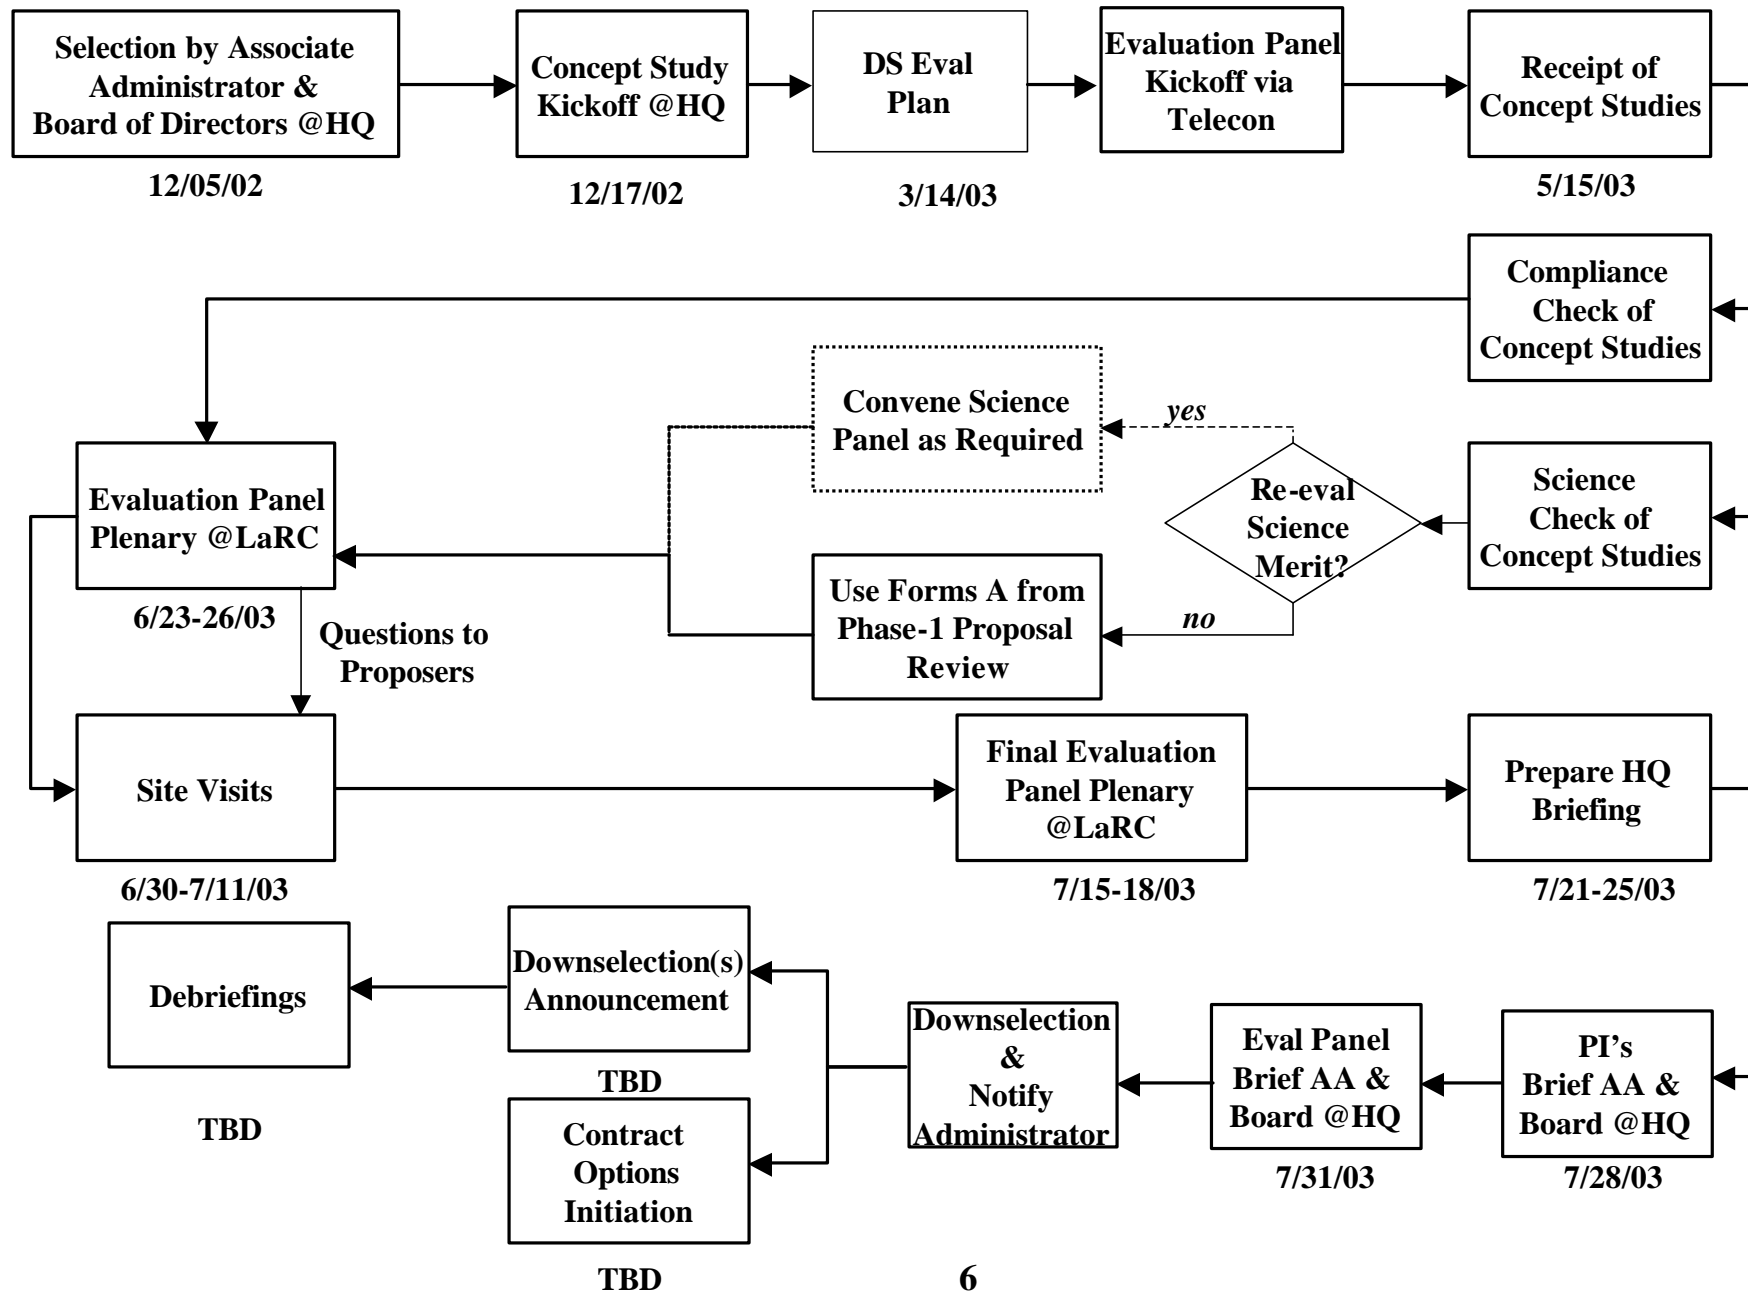 Selection by Associate
Administrator &
Board of Directors @HQ
12/05/02
Concept Study
Kickoff @HQ
12/17/02
DS Eval
Plan
3/14/03
Evaluation Panel
Kickoff via
Telecon
Receipt of
Concept Studies
5/15/03
Compliance
Check of
Concept Studies
Convene Science
Panel as Required
yes
Re-eval
Science
Merit?
Science
Check of
Concept Studies
Evaluation Panel
Plenary @LaRC
6/23-26/03
Questions to
Proposers
Use Forms A from
Phase-1 Proposal
Review
no
Site Visits
6/30-7/11/03
Final Evaluation
Panel Plenary
@LaRC
7/15-18/03
Prepare HQ
Briefing
7/21-25/03
Debriefings
TBD
Downselection(s)
Announcement
TBD
Contract
Options
Initiation
TBD
Downselection
&
Notify
Administrator
Eval Panel
Brief AA &
Board @HQ
7/31/03
PI’s
Brief AA &
Board @HQ
7/28/03
6